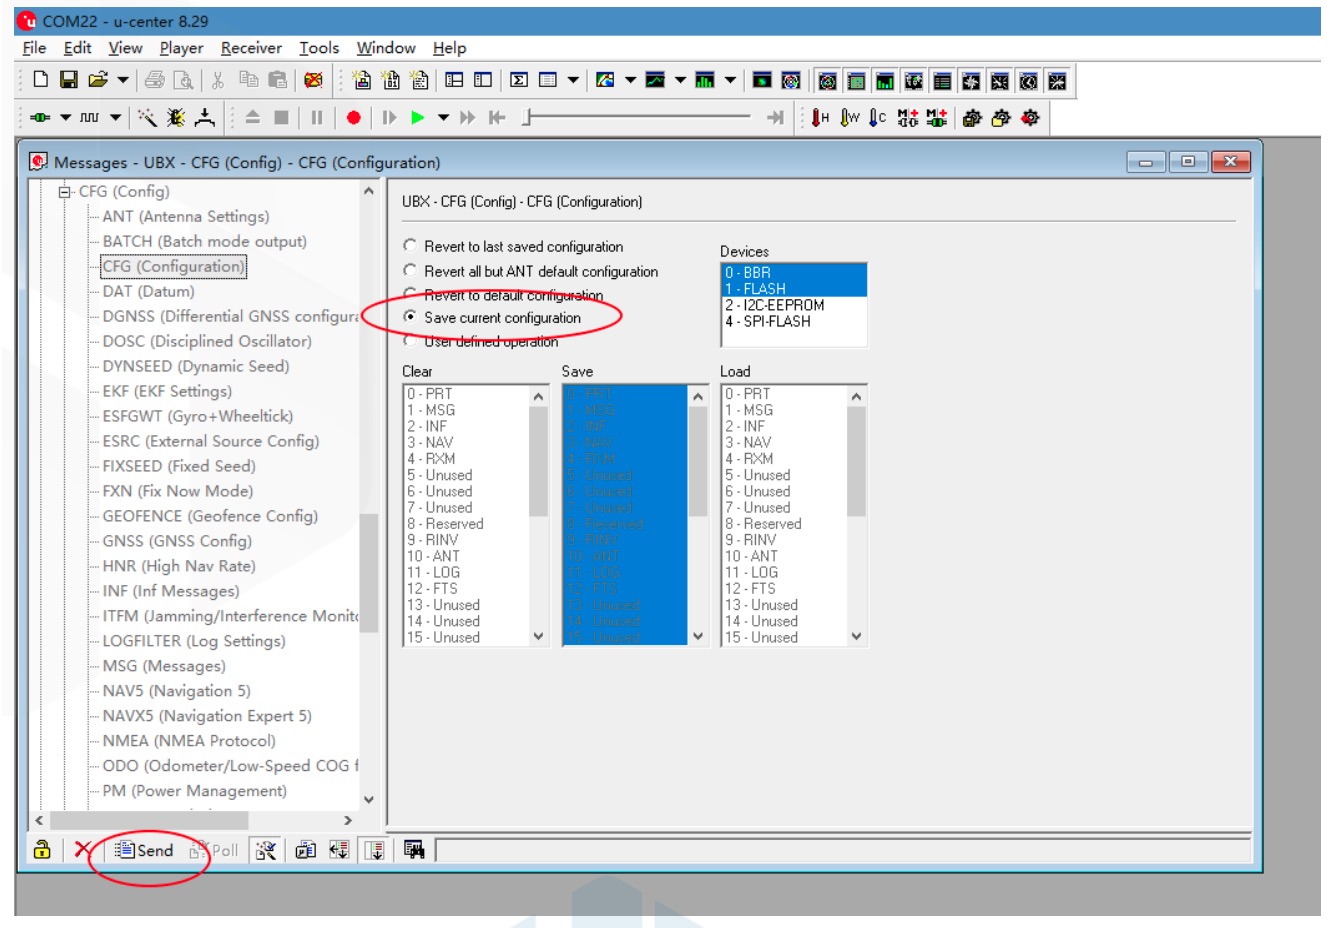 COM22 - u-center 8.29
File Edit View Player Receiver Tools Window Help
H W C
Messages - UBX - CFG (Config) - CFG (Configuration)
CFG (Config)
ANT (Antenna Settings)
BATCH (Batch mode output)
CFG (Configuration)
DAT (Datum)
DGNSS (Differential GNSS configura
DOSC (Disciplined Oscillator)
DYNSEED (Dynamic Seed)
EKF (EKF Settings)
ESFGWT (Gyro+Wheeltick)
ESRC (External Source Config)
FIXSEED (Fixed Seed)
FXN (Fix Now Mode)
GEOFENCE (Geofence Config)
GNSS (GNSS Config)
HNR (High Nav Rate)
INF (Inf Messages)
ITFM (Jamming/Interference Monito
LOGFILTER (Log Settings)
MSG (Messages)
NAV5 (Navigation 5)
NAVX5 (Navigation Expert 5)
NMEA (NMEA Protocol)
ODO (Odometer/Low-Speed COG f
PM (Power Management)
UBX - CFG (Config) - CFG (Configuration)
Revert to last saved configuration
Revert all but ANT default configuration
Revert to default configuration
Save current configuration
User defined operation
Devices
0 - BBR
1 - FLASH
2 - I2C-EEPROM
4 - SPI-FLASH
Clear
0 - PRT
1 - MSG
2 - INF
3 - NAV
4 - RXM
5 - Unused
6 - Unused
7 - Unused
8 - Reserved
9 - RINV
10 - ANT
11 - LOG
12 - FTS
13 - Unused
14 - Unused
15 - Unused
Save
0 - PRT
1 - MSG
2 - INF
3 - NAV
4 - RXM
5 - Unused
6 - Unused
7 - Unused
8 - Reserved
9 - RINV
10 - ANT
11 - LOG
12 - FTS
13 - Unused
14 - Unused
15 - Unused
Load
0 - PRT
1 - MSG
2 - INF
3 - NAV
4 - RXM
5 - Unused
6 - Unused
7 - Unused
8 - Reserved
9 - RINV
10 - ANT
11 - LOG
12 - FTS
13 - Unused
14 - Unused
15 - Unused
Send Poll